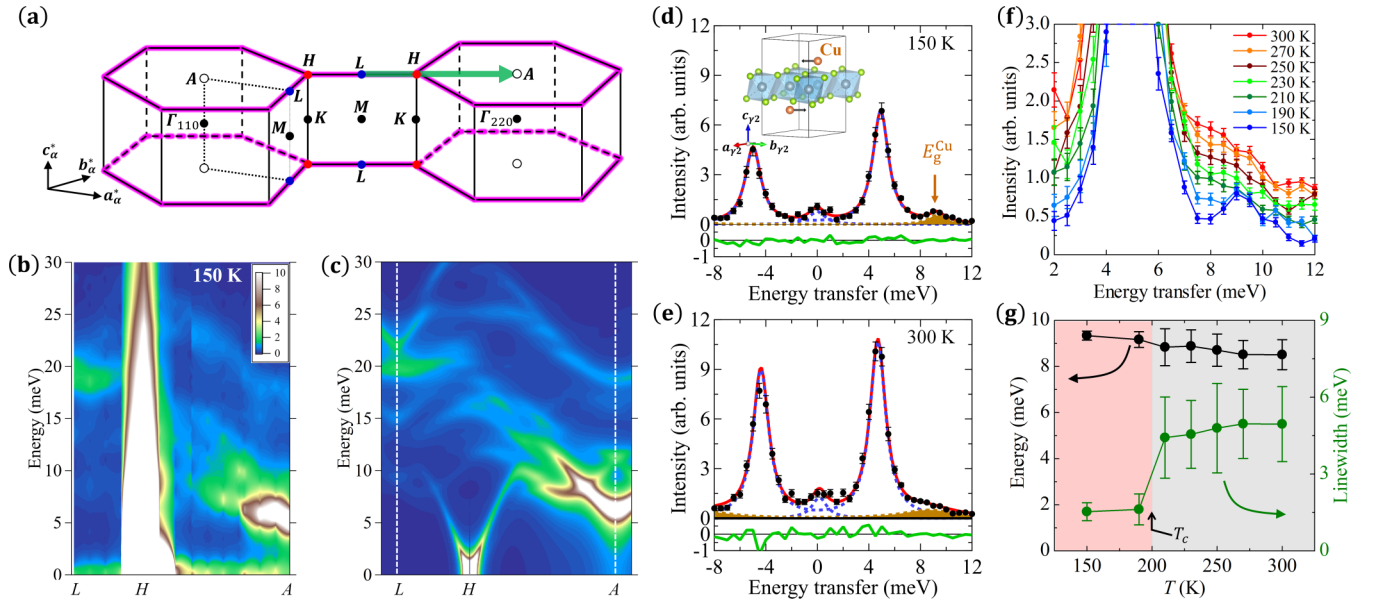 (a)
H
L
H
A
A
L
Γ110
M
K
M
K
Γ220
L
c*α
b*α
a*α
(b)
150 K
10
8
6
4
2
0
30
25
20
15
10
5
0
Energy (meV)
L
H
A
(c)
30
25
20
15
10
5
0
Energy (meV)
L
H
A
(d)
150 K
Cu
cγ2
aγ2
bγ2
EgCu
12
9
6
3
0
0
-1
Intensity (arb. units)
-8 -4 0 4 8 12
Energy transfer (meV)
(e)
300 K
12
9
6
3
0
0
-1
Intensity (arb. units)
-8 -4 0 4 8 12
Energy transfer (meV)
(f)
3.0
2.5
2.0
1.5
1.0
0.5
0
Inensity (arb. units)
300 K
270 K
250 K
230 K
210 K
190 K
150 K
2 4 6 8 10 12
Energy transfer (meV)
(g)
10
8
6
4
2
0
Energy (meV)
9
6
3
0
Linewidth (meV)
Tc
150 200 250 300
T (K)